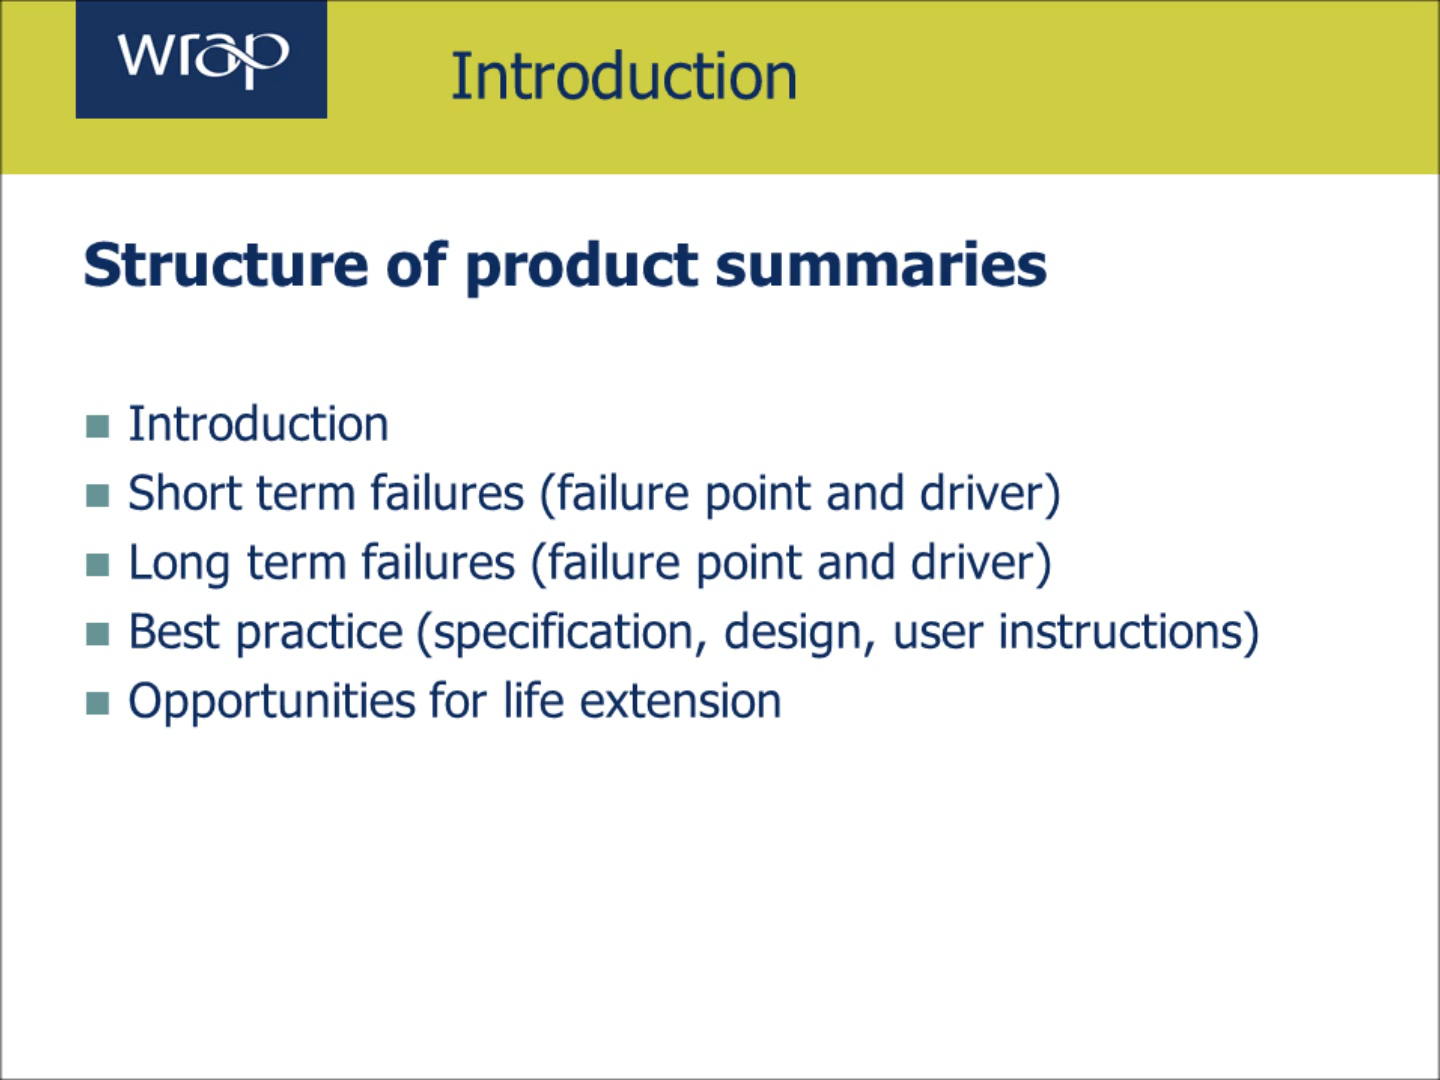 wrap
Introduction
Structure of product summaries
Introduction
Short term failures (failure point and driver)
Long term failures (failure point and driver)
Best practice (specification, design, user instructions)
Opportunities for life extension